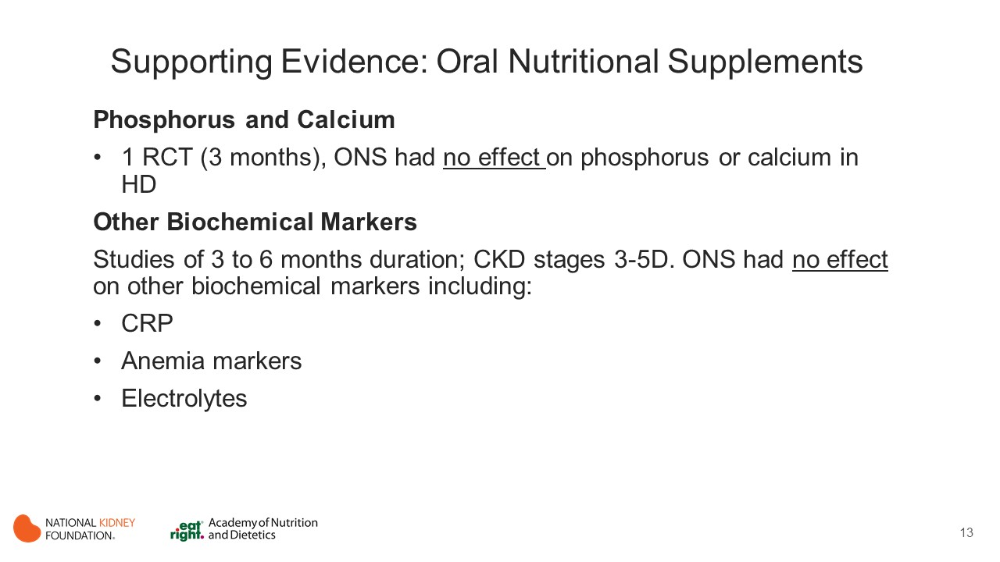 Supporting Evidence: Oral Nutritional Supplements
Phosphorus and Calcium
• 1 RCT (3 months), ONS had no effect on phosphorus or calcium in
HD
Other Biochemical Markers
Studies of 3 to 6 months duration; CKD stages 3-5D. ONS had no effect
on other biochemical markers including:
• CRP
• Anemia markers
• Electrolytes
NATIONAL KIDNEY
FOUNDATION®
eat
right.
Academy of Nutrition
and Dietetics
13